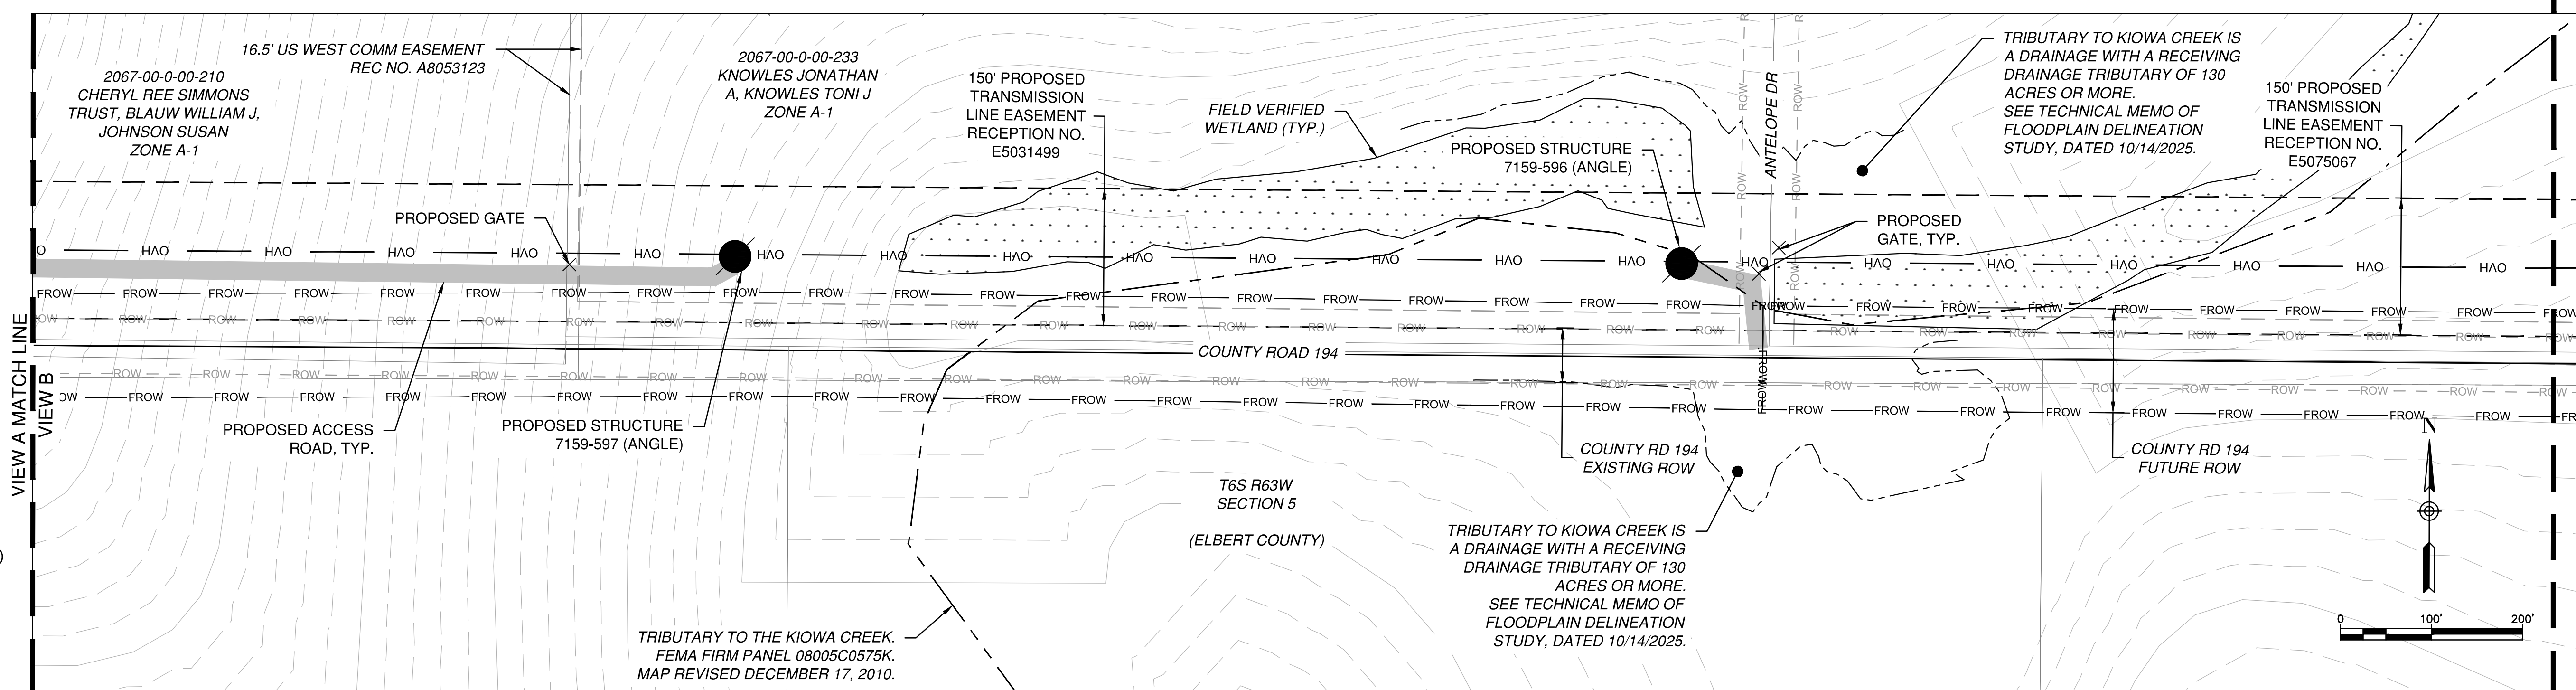 16.5' US WEST COMM EASEMENT
REC NO. A8053123
2067-00-0-00-210
CHERYL REE SIMMONS
TRUST, BLAUW WILLIAM J,
JOHNSON SUSAN
ZONE A-1
2067-00-0-00-233
KNOWLES JONATHAN
A, KNOWLES TONI J
ZONE A-1
150' PROPOSED
TRANSMISSION
LINE EASEMENT
RECEPTION NO.
E5031499
FIELD VERIFIED
WETLAND (TYP.)
PROPOSED STRUCTURE
7159-596 (ANGLE)
ANTELOPE DR
TRIBUTARY TO KIOWA CREEK IS
A DRAINAGE WITH A RECEIVING
DRAINAGE TRIBUTARY OF 130
ACRES OR MORE.
SEE TECHNICAL MEMO OF
FLOODPLAIN DELINEATION
STUDY, DATED 10/14/2025.
150' PROPOSED
TRANSMISSION
LINE EASEMENT
RECEPTION NO.
E5075067
PROPOSED GATE
PROPOSED
GATE, TYP.
COUNTY ROAD 194
VIEW A MATCH LINE
VIEW B
PROPOSED ACCESS
ROAD, TYP.
PROPOSED STRUCTURE
7159-597 (ANGLE)
COUNTY RD 194
EXISTING ROW
COUNTY RD 194
FUTURE ROW
T6S R63W
SECTION 5
(ELBERT COUNTY)
TRIBUTARY TO KIOWA CREEK IS
A DRAINAGE WITH A RECEIVING
DRAINAGE TRIBUTARY OF 130
ACRES OR MORE.
SEE TECHNICAL MEMO OF
FLOODPLAIN DELINEATION
STUDY, DATED 10/14/2025.
TRIBUTARY TO THE KIOWA CREEK.
FEMA FIRM PANEL 08005C0575K.
MAP REVISED DECEMBER 17, 2010.
N
0 100' 200'